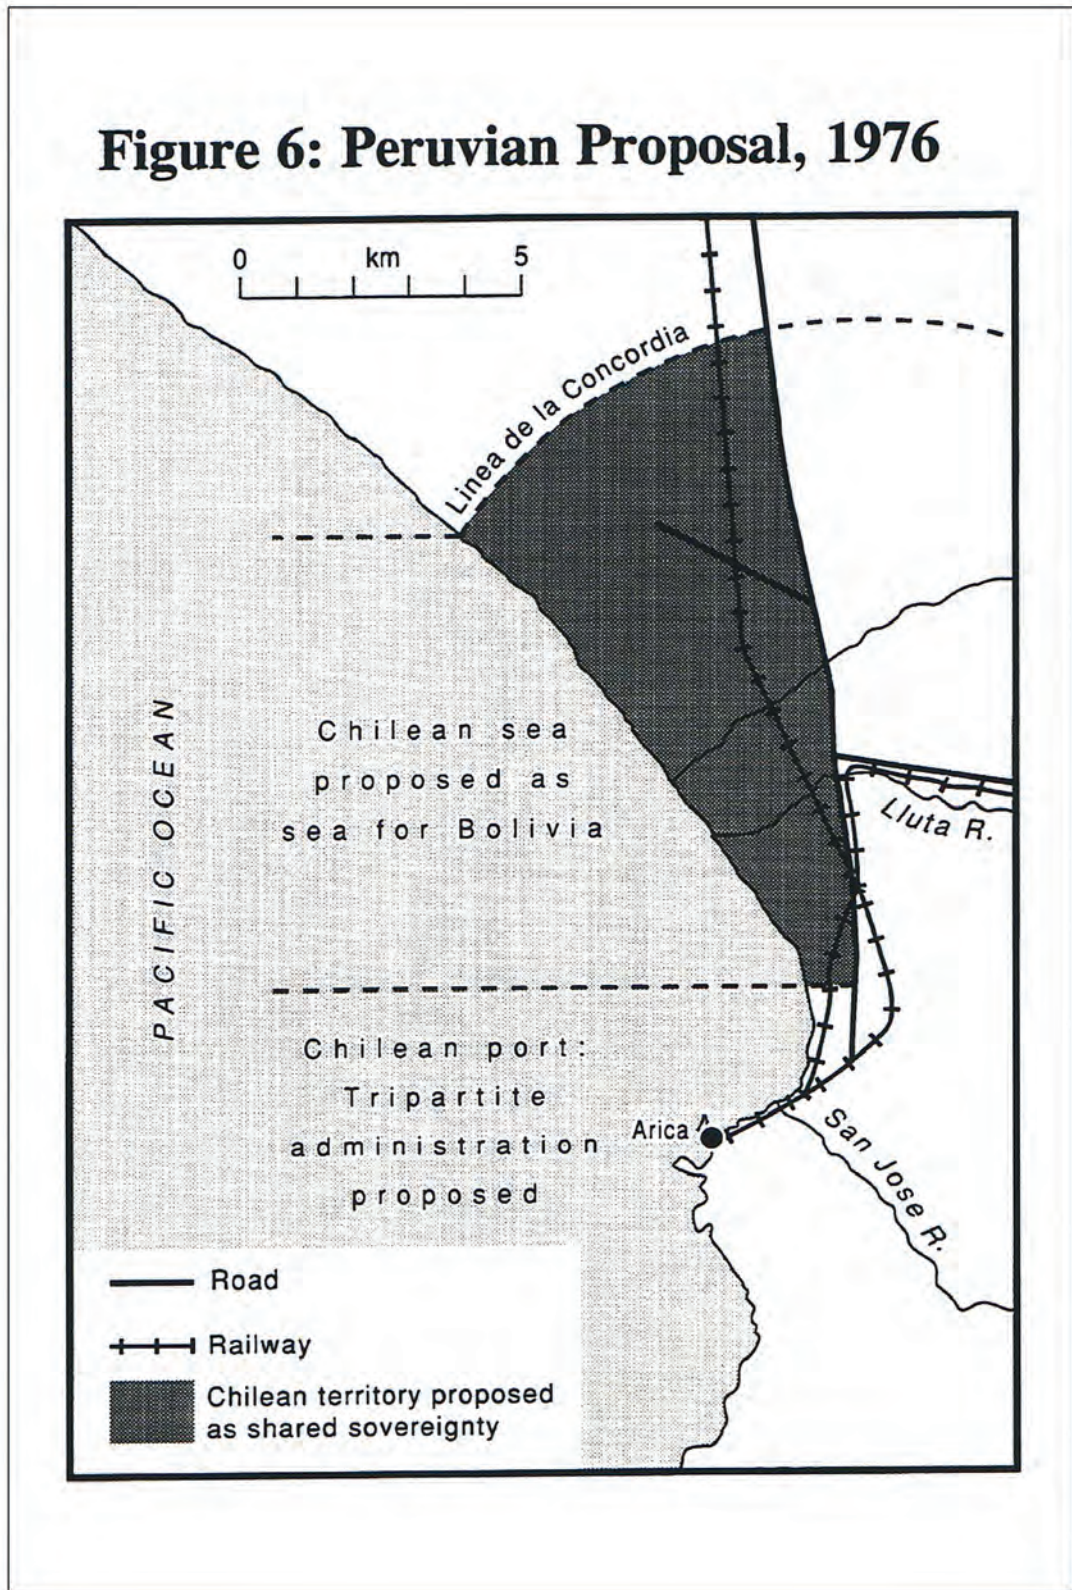 Figure 6: Peruvian Proposal, 1976
0 km 5
Linea de la Concordia
PACIFIC OCEAN
Chilean sea
proposed as
sea for Bolivia
Lluta R.
Chilean port:
Tripartite
administration
proposed
Arica
San Jose R.
Road
Railway
Chilean territory proposed
as shared sovereignty